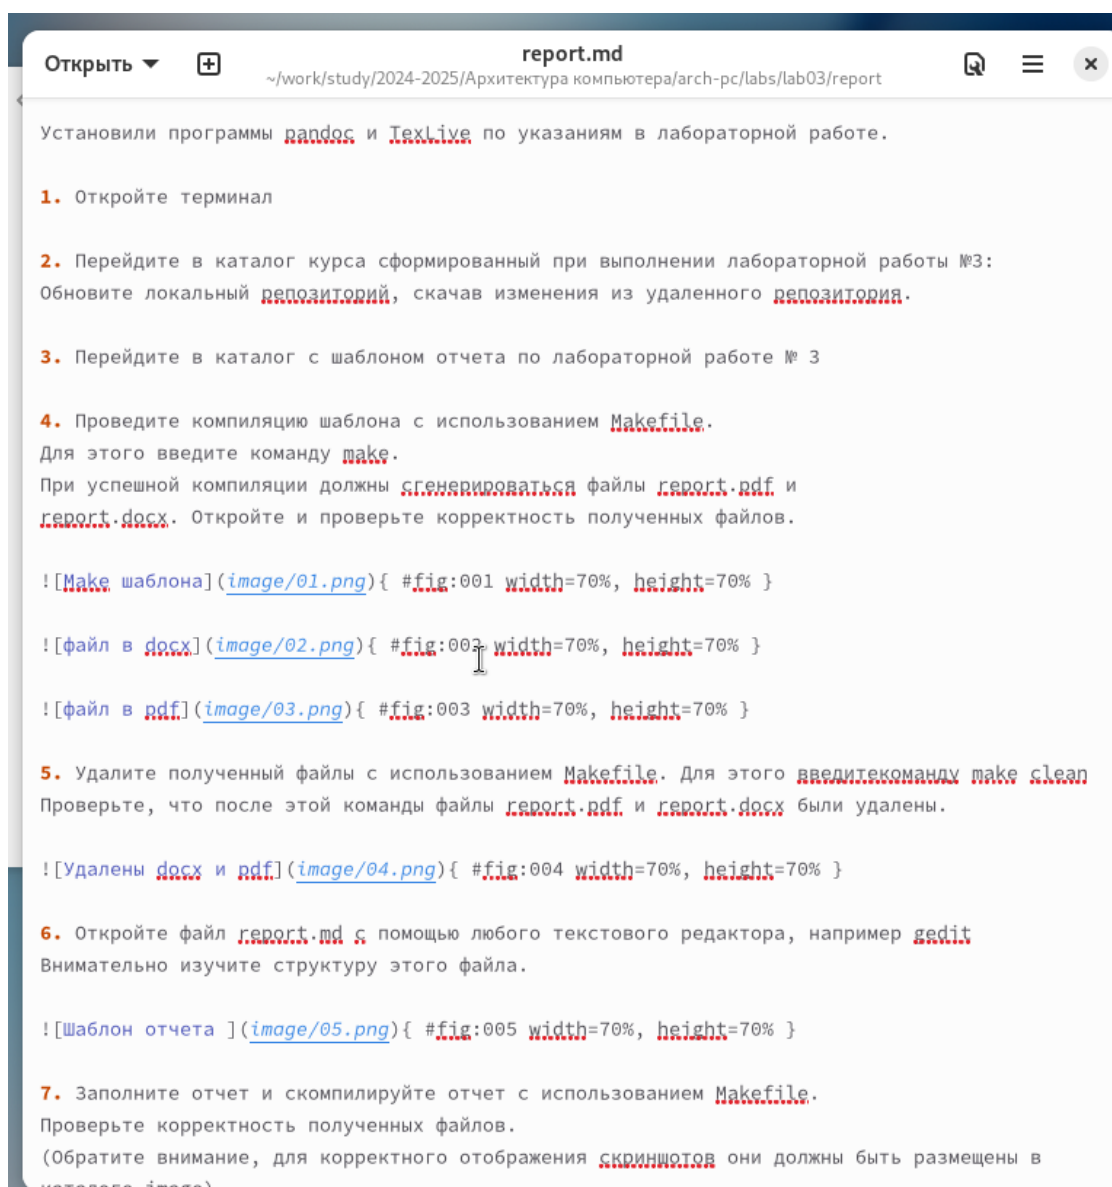 Открыть
report.md
~/work/study/2024-2025/Архитектура компьютера/arch-pc/labs/lab03/report
Установили программы pandoc и TexLive по указаниям в лабораторной работе.
1. Откройте терминал
2. Перейдите в каталог курса сформированный при выполнении лабораторной работы №3:
Обновите локальный репозиторий, скачав изменения из удаленного репозитория.
3. Перейдите в каталог с шаблоном отчета по лабораторной работе № 3
4. Проведите компиляцию шаблона с использованием Makefile.
Для этого введите команду make.
При успешной компиляции должны сгенерироваться файлы report.pdf и
report.docx. Откройте и проверьте корректность полученных файлов.
![Make шаблона](image/01.png){ #fig:001 width=70%, height=70% }
![файл в docx](image/02.png){ #fig:002 width=70%, height=70% }
![файл в pdf](image/03.png){ #fig:003 width=70%, height=70% }
5. Удалите полученный файлы с использованием Makefile. Для этого введитекоманду make clean
Проверьте, что после этой команды файлы report.pdf и report.docx были удалены.
![Удалены docx и pdf](image/04.png){ #fig:004 width=70%, height=70% }
6. Откройте файл report.md c помощью любого текстового редактора, например gedit
Внимательно изучите структуру этого файла.
![Шаблон отчета ](image/05.png){ #fig:005 width=70%, height=70% }
7. Заполните отчет и скомпилируйте отчет с использованием Makefile.
Проверьте корректность полученных файлов.
(Обратите внимание, для корректного отображения скриншотов они должны быть размещены в
каталоге image)